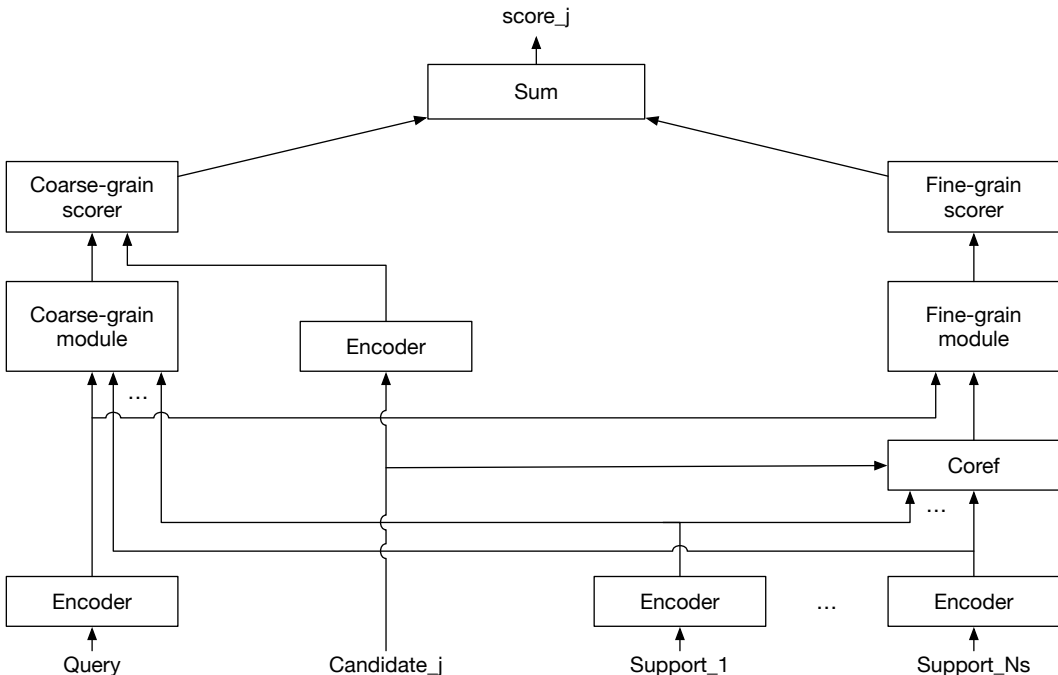 score_j
Sum
Coarse-grain
scorer
Fine-grain
scorer
Coarse-grain
module
Encoder
Fine-grain
module
...
Coref
...
Encoder
Encoder
...
Encoder
Query
Candidate_j
Support_1
Support_Ns